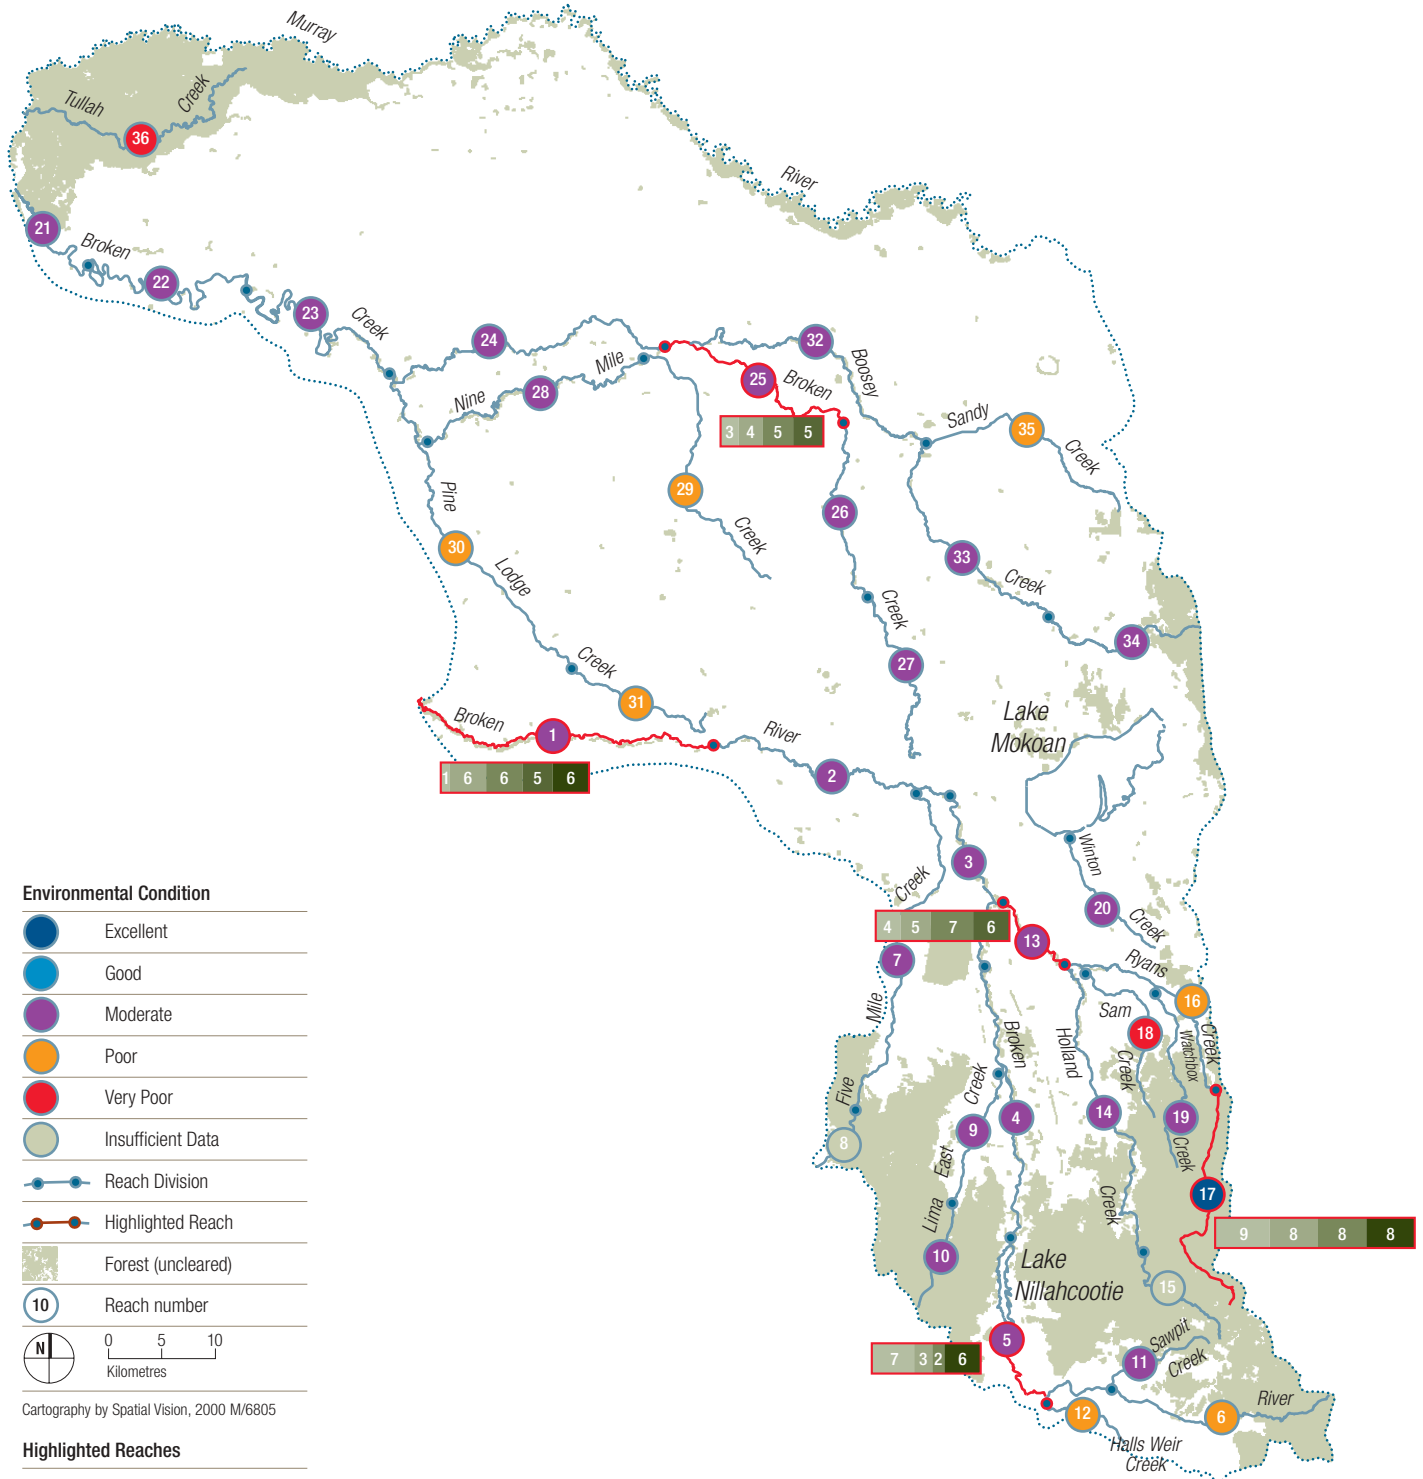 Murray
Tullah
Creek
36
River
21
Broken
22
23
Creek
24
Nine
28
Mile
32
25
Broken
Boosey
3 4 5 5
Sandy
35
Creek
29
Creek
Pine
30
Lodge
Creek
31
26
Creek
27
33
Creek
34
Broken
1
River
2
1 6 6 5 6
Lake
Mokoan
Winton
20
Creek
3
Creek
4 5 7 6
13
7
Mile
Five
8
Ryans
16
Creek
Sam
18
Creek
Watchbox
19
Creek
Holland
14
Creek
15
Broken
4
Creek
9
East
Lima
10
17
9 8 8 8
Lake
Nillahcootie
5
7 3 2 6
Sawpit
11
Creek
12
6
River
Halls Weir
Creek
Environmental Condition
Excellent
Good
Moderate
Poor
Very Poor
Insufficient Data
Reach Division
Highlighted Reach
Forest (uncleared)
10 Reach number
N
0 5 10
Kilometres
Cartography by Spatial Vision, 2000 M/6805
Highlighted Reaches